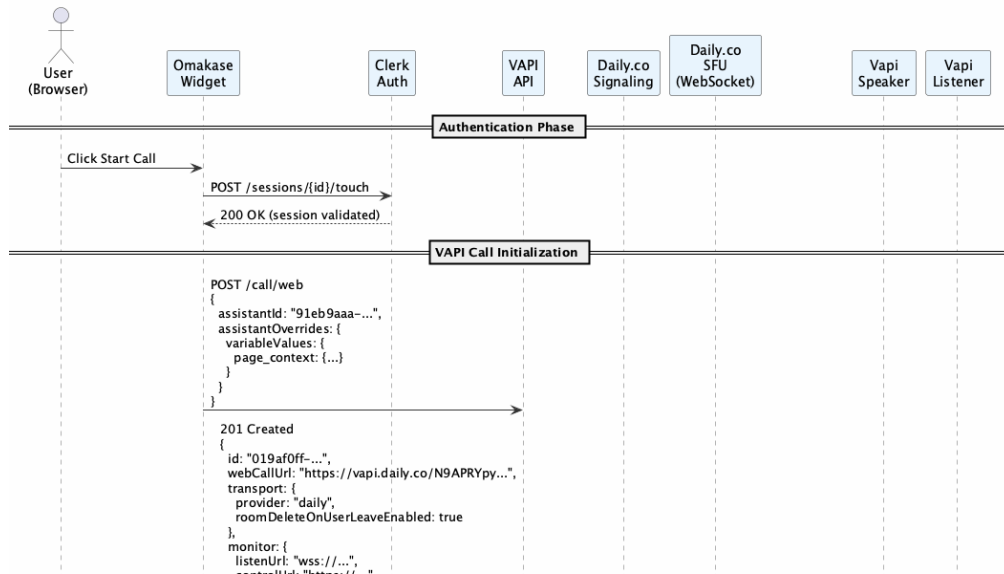 User
(Browser)
Omakase
Widget
Clerk
Auth
VAPI
API
Daily.co
Signaling
Daily.co
SFU
(WebSocket)
Vapi
Speaker
Vapi
Listener
Authentication Phase
Click Start Call
POST /sessions/{id}/touch
200 OK (session validated)
VAPI Call Initialization
POST /call/web
{
assistantId: "91eb9aaa-...",
assistantOverrides: {
variableValues: {
page_context: {...}
}
}
}
201 Created
{
id: "019af0ff-...",
webCallUrl: "https://vapi.daily.co/N9APRYpy...",
transport: {
provider: "daily",
roomDeleteOnUserLeaveEnabled: true
},
monitor: {
listenUrl: "wss://...",
controlUrl: "https://..."